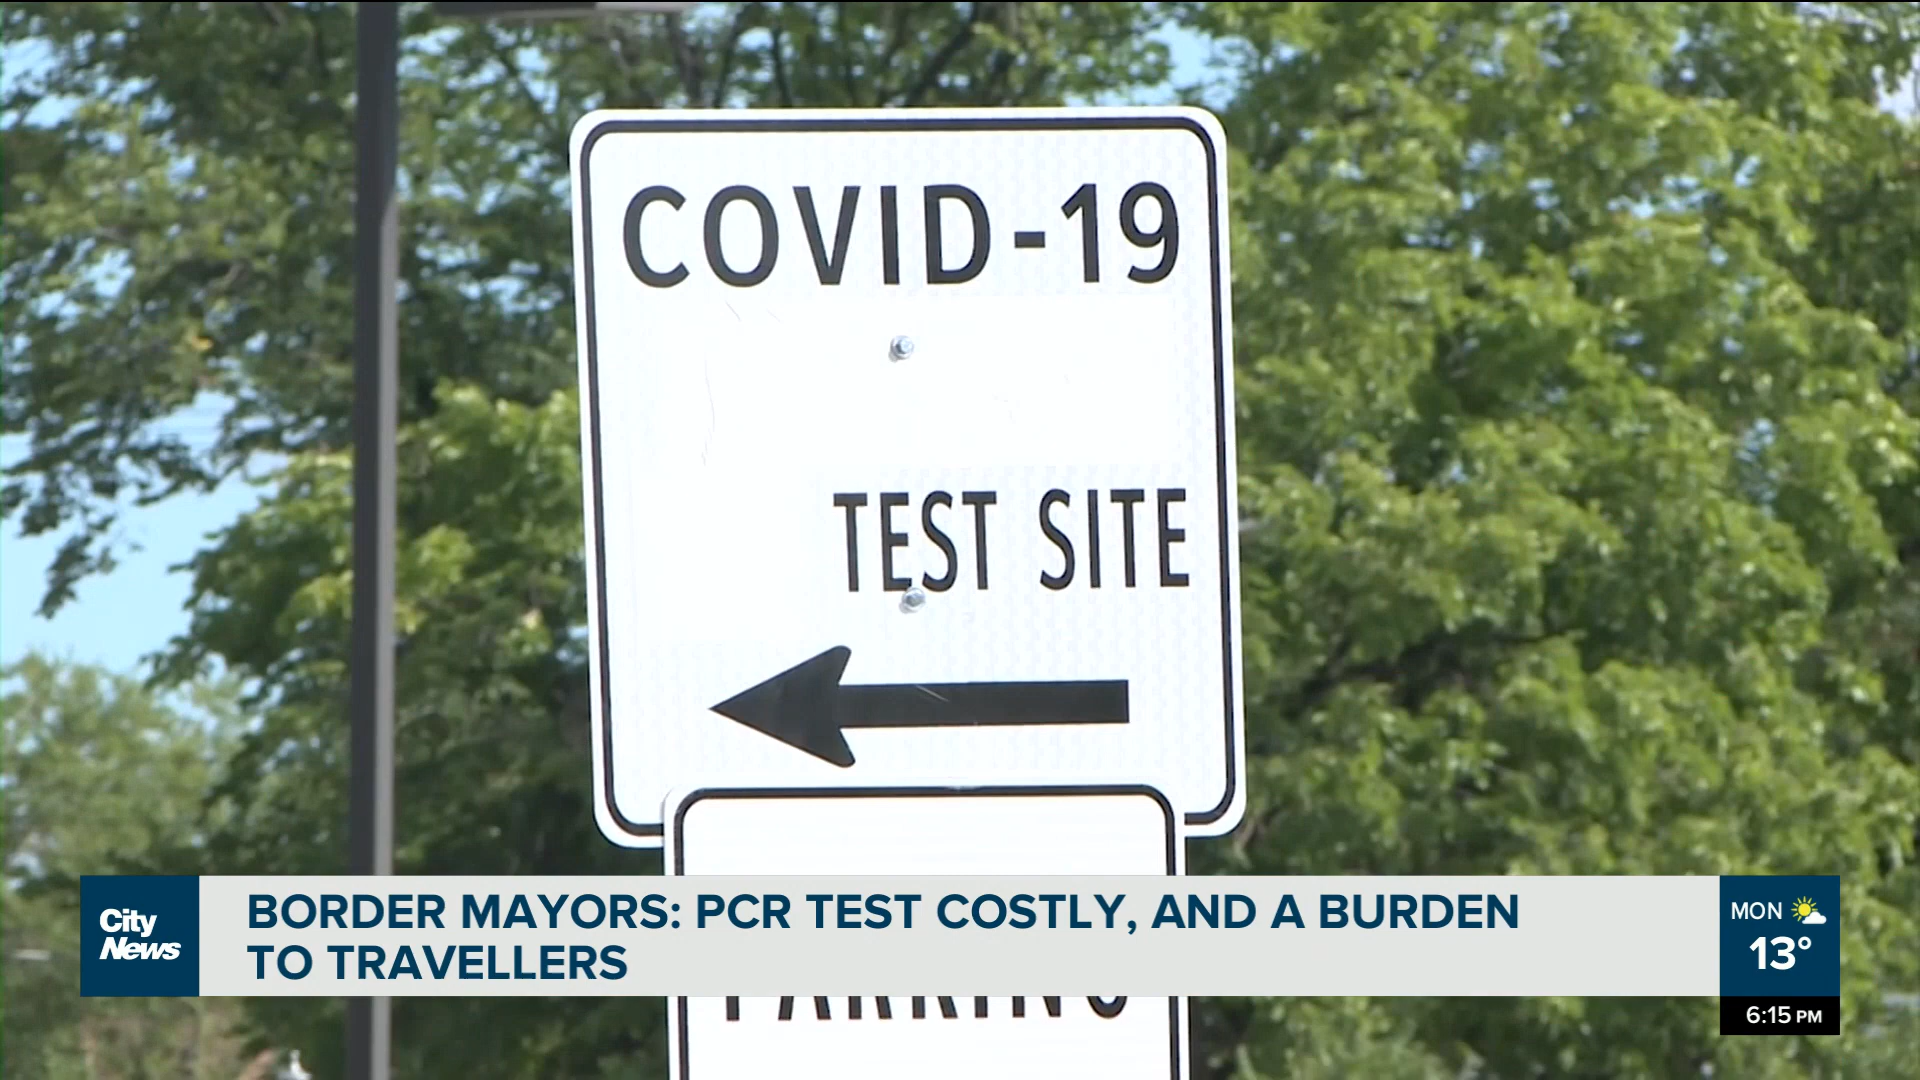 COVID-19
TEST SITE
PARKING
City
News
BORDER MAYORS: PCR TEST COSTLY, AND A BURDEN
TO TRAVELLERS
MON
13°
6:15 PM